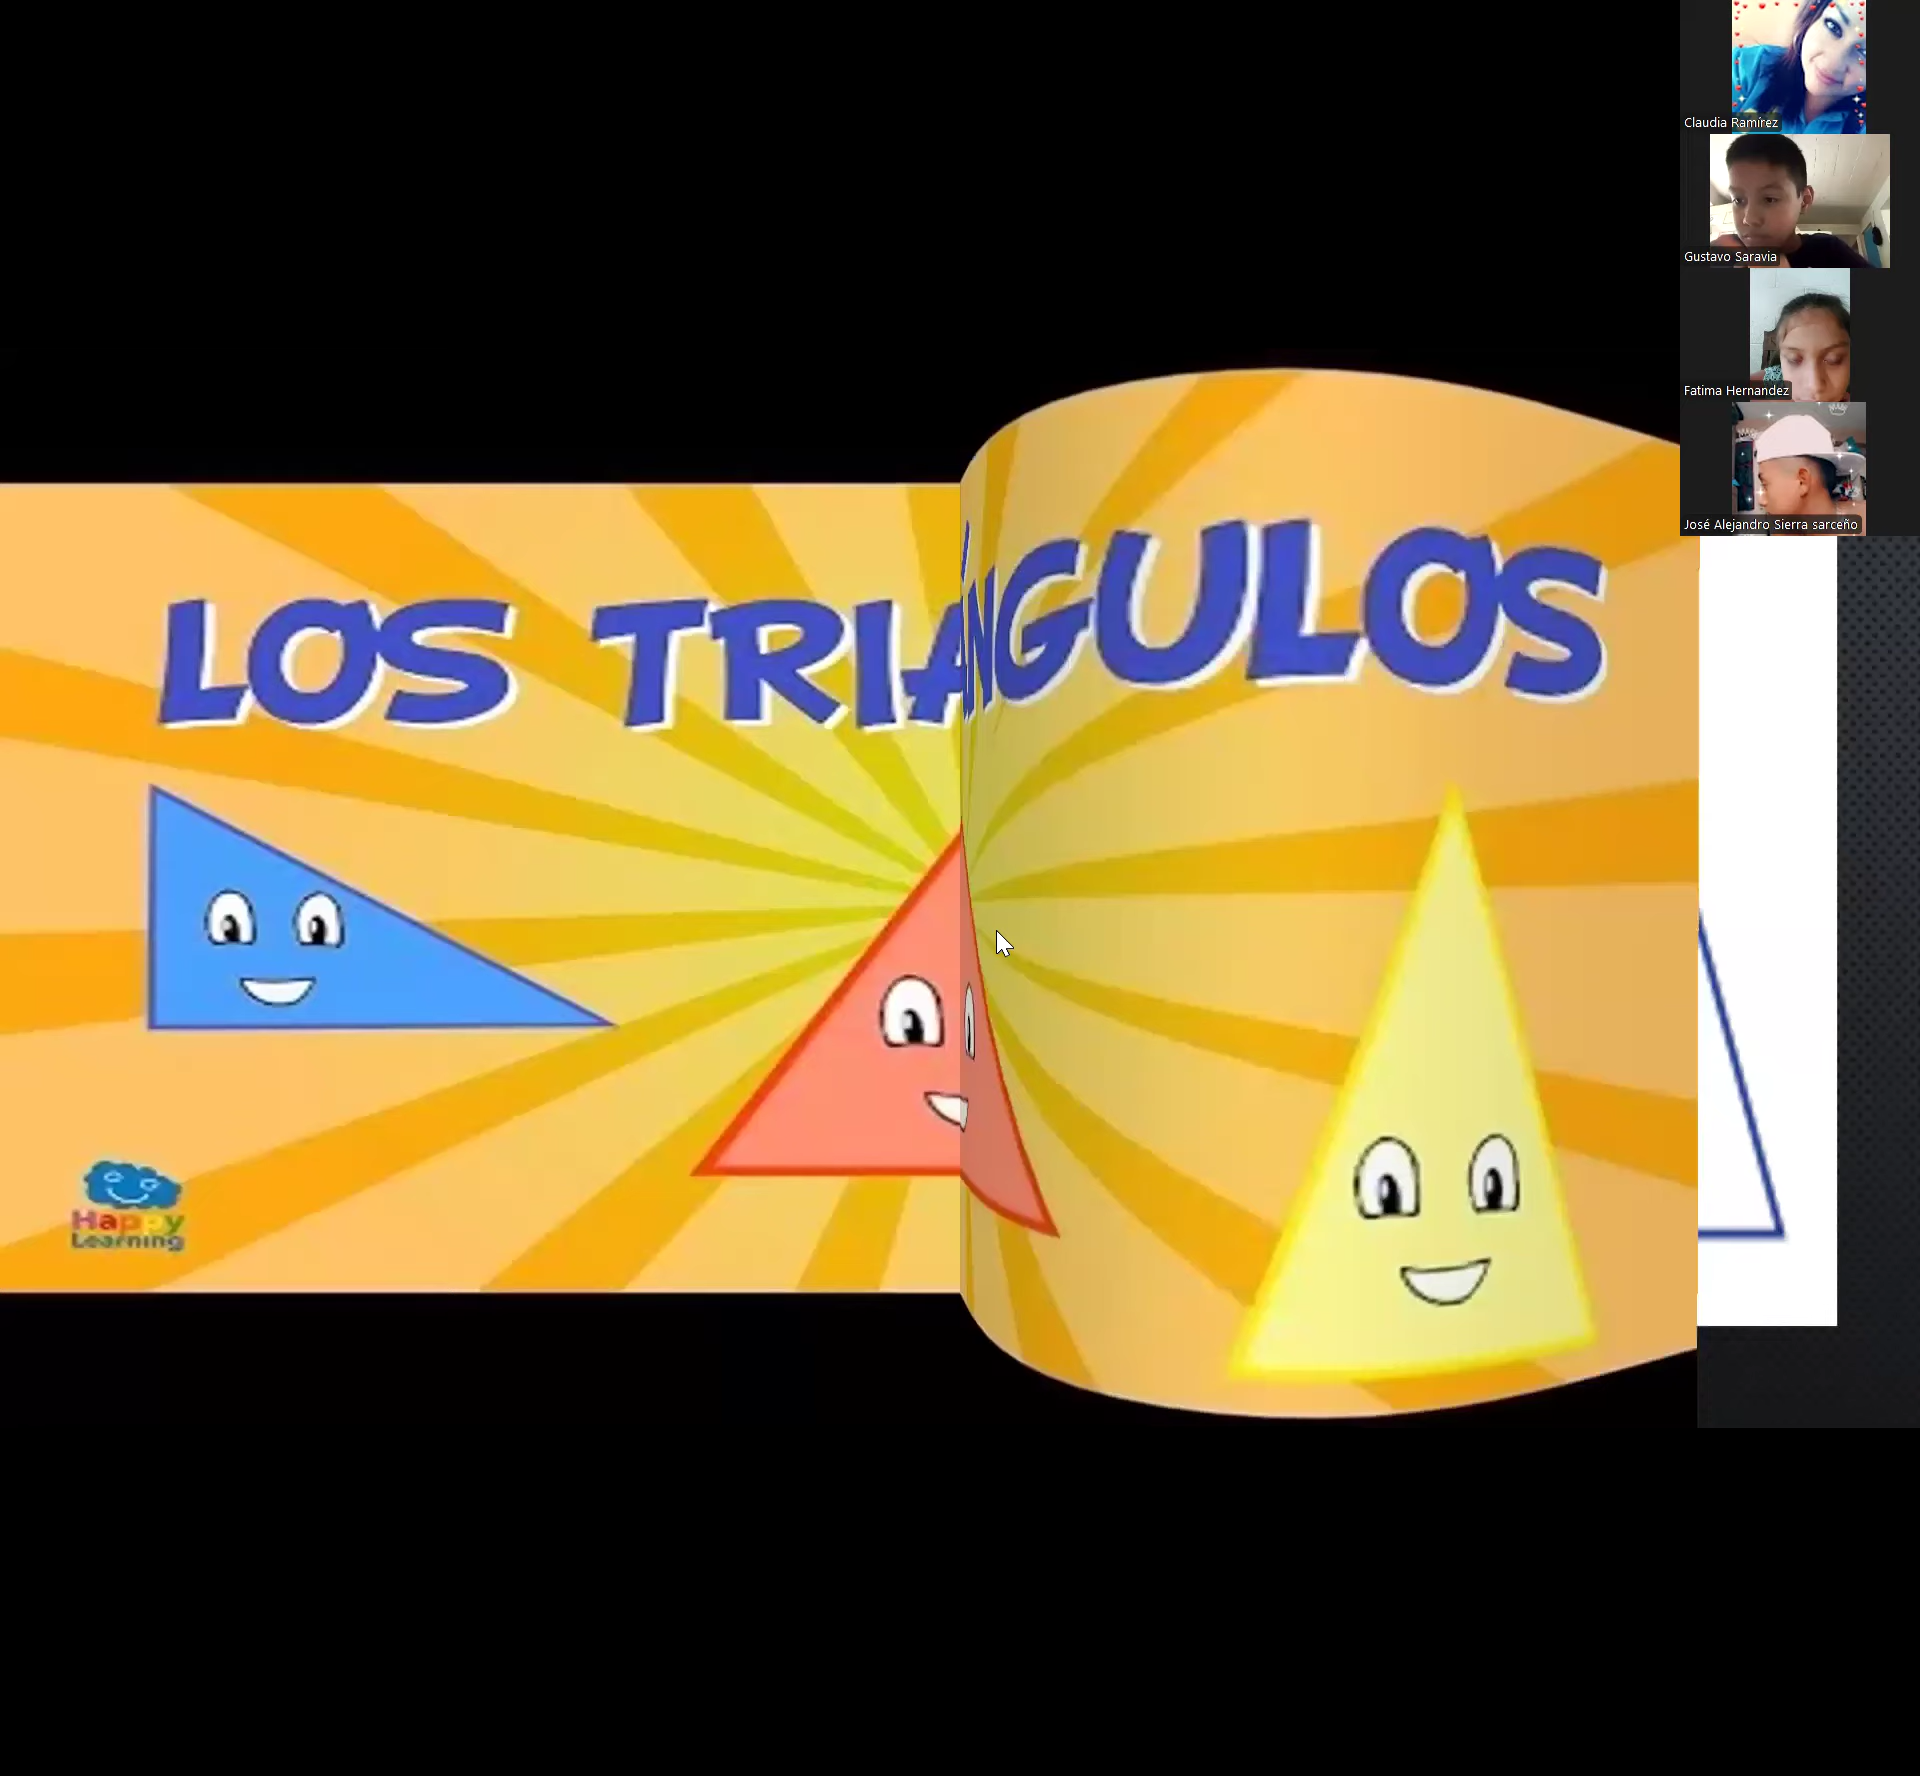 LOS TRIÁNGULOS
Happy
Learning
Claudia Ramírez
Gustavo Saravia
Fatima Hernandez
José Alejandro Sierra sarceño